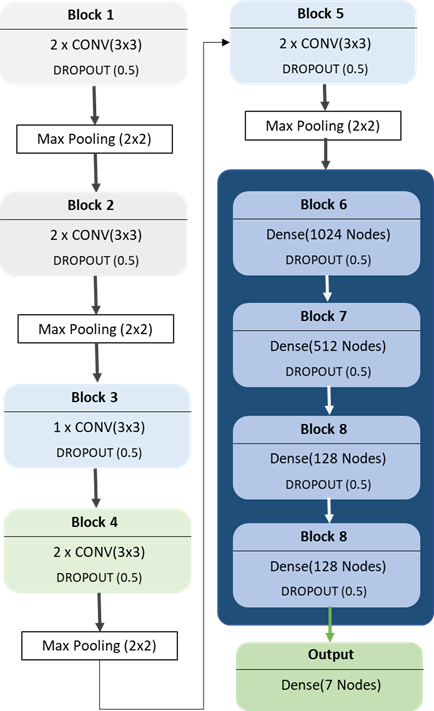 Block 1
2 x CONV(3x3)
DROPOUT (0.5)
Max Pooling (2x2)
Block 2
2 x CONV(3x3)
DROPOUT (0.5)
Max Pooling (2x2)
Block 3
1 x CONV(3x3)
DROPOUT (0.5)
Block 4
2 x CONV(3x3)
DROPOUT (0.5)
Max Pooling (2x2)
Block 5
2 x CONV(3x3)
DROPOUT (0.5)
Max Pooling (2x2)
Block 6
Dense(1024 Nodes)
DROPOUT (0.5)
Block 7
Dense(512 Nodes)
DROPOUT (0.5)
Block 8
Dense(128 Nodes)
DROPOUT (0.5)
Block 8
Dense(128 Nodes)
DROPOUT (0.5)
Output
Dense(7 Nodes)